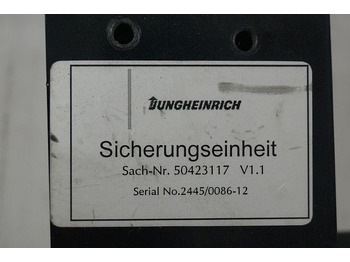 JUNGHEINRICH
Sicherungseinheit
Sach-Nr. 50423117 V1.1
Serial No.2445/0086-12